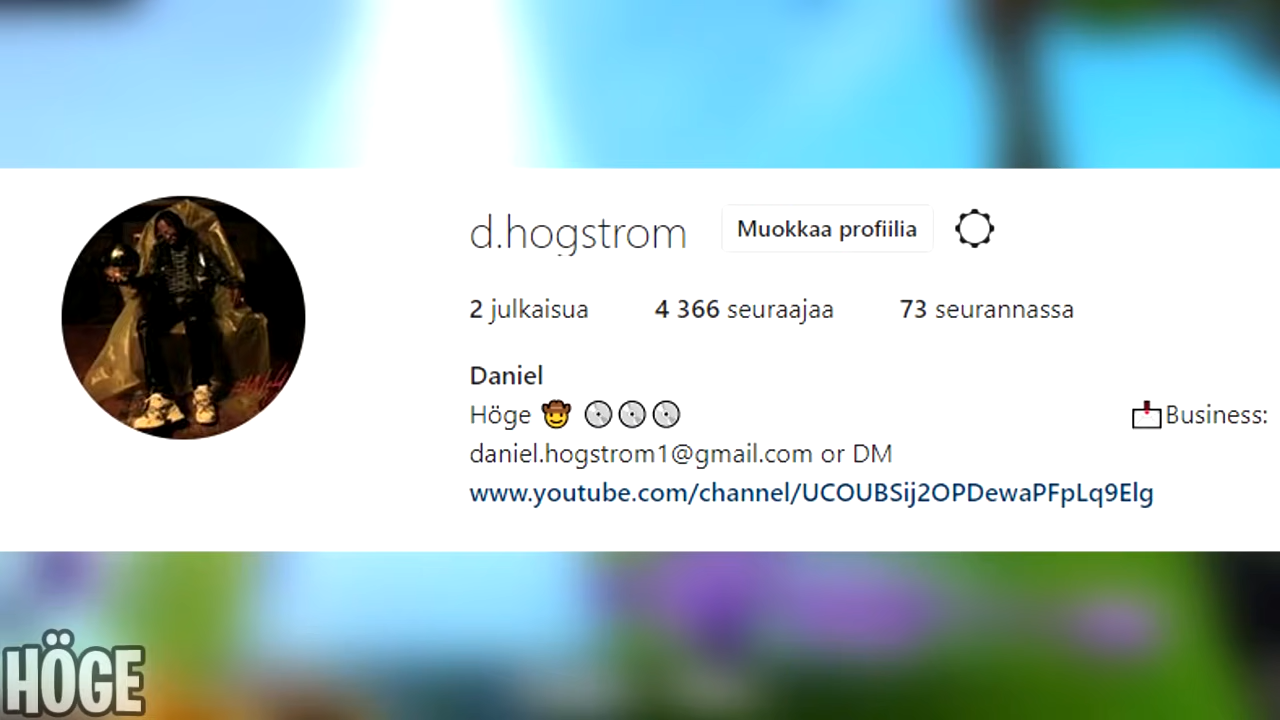 d.hogstrom Muokkaa profiilia
2 julkaisua 4 366 seuraajaa 73 seurannassa
Daniel
Höge 🤠 💿💿💿 📩Business:
daniel.hogstrom1@gmail.com or DM
www.youtube.com/channel/UCOUBSij2OPDewaPFpLq9Elg
HÖGE